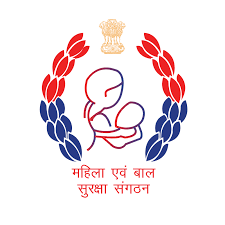 महिला एवं बाल
सुरक्षा संगठन